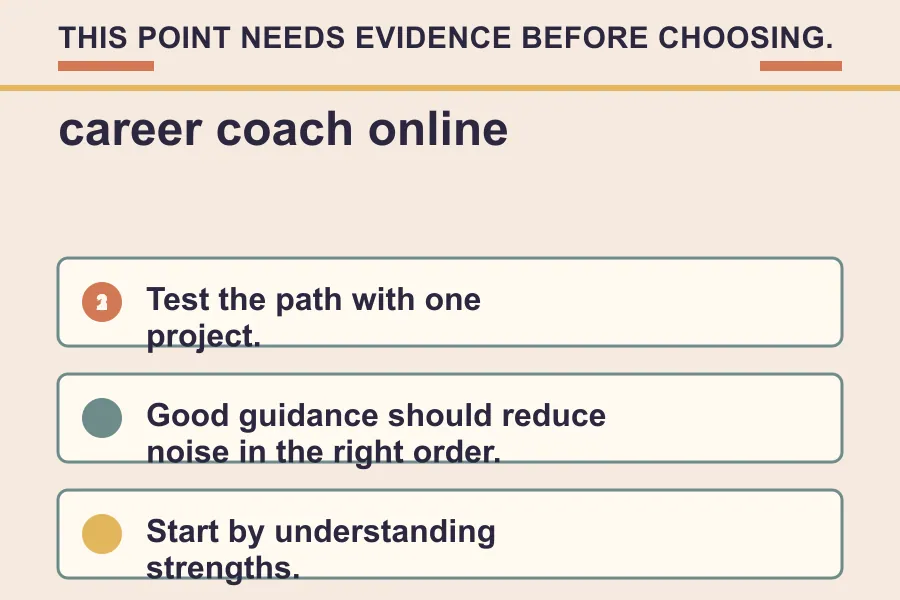 THIS POINT NEEDS EVIDENCE BEFORE CHOOSING.
career coach online
Test the path with one
project.
Good guidance should reduce
noise in the right order.
Start by understanding
strengths.